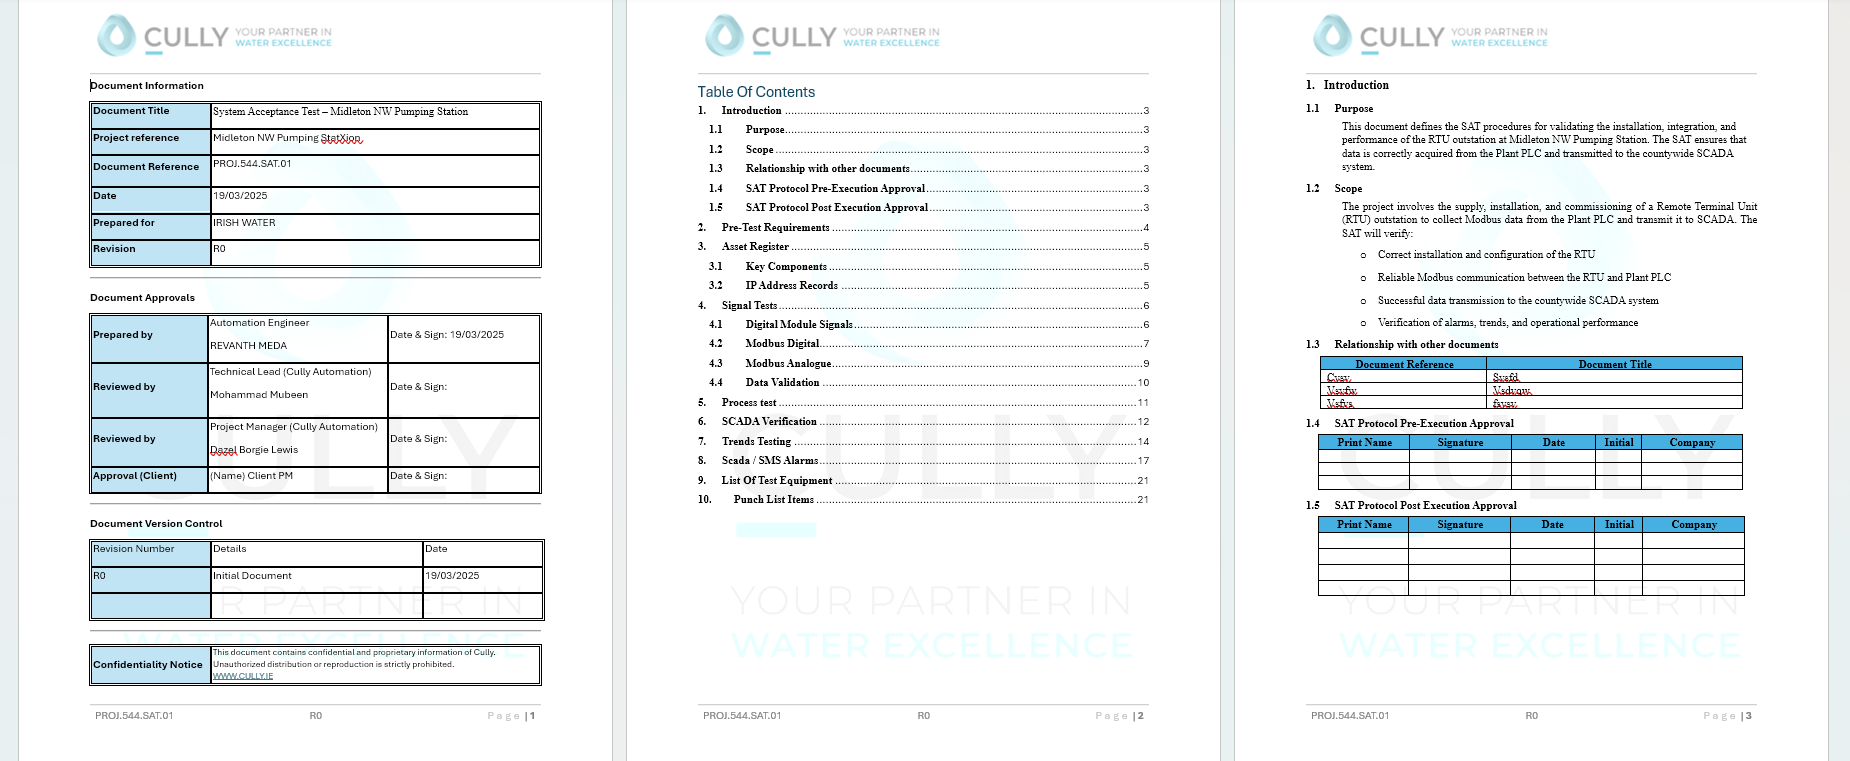 CULLY YOUR PARTNER IN
WATER EXCELLENCE
Document Information
Document Title System Acceptance Test – Midleton NW Pumping Station
Project reference Midleton NW Pumping StatXion
Document Reference PROJ.544.SAT.01
Date 19/03/2025
Prepared for IRISH WATER
Revision R0
Document Approvals
Prepared by Automation Engineer
REVANTH MEDA Date & Sign: 19/03/2025
Reviewed by Technical Lead (Cully Automation)
Mohammad Mubeen Date & Sign:
Reviewed by Project Manager (Cully Automation)
Dazel Borgie Lewis Date & Sign:
Approval (Client) (Name) Client PM Date & Sign:
Document Version Control
Revision Number Details Date
R0 Initial Document 19/03/2025
Confidentiality Notice This document contains confidential and proprietary information of Cully.
Unauthorized distribution or reproduction is strictly prohibited.
WWW.CULLY.IE
CULLY
YOUR PARTNER IN
WATER EXCELLENCE
PROJ.544.SAT.01 R0 Page | 1
CULLY YOUR PARTNER IN
WATER EXCELLENCE
Table Of Contents
1. Introduction 3
1.1 Purpose 3
1.2 Scope 3
1.3 Relationship with other documents 3
1.4 SAT Protocol Pre-Execution Approval 3
1.5 SAT Protocol Post Execution Approval 3
2. Pre-Test Requirements 4
3. Asset Register 5
3.1 Key Components 5
3.2 IP Address Records 5
4. Signal Tests 6
4.1 Digital Module Signals 6
4.2 Modbus Digital 7
4.3 Modbus Analogue 9
4.4 Data Validation 10
5. Process test 11
6. SCADA Verification 12
7. Trends Testing 14
8. Scada / SMS Alarms 17
9. List Of Test Equipment 21
10. Punch List Items 21
CULLY
YOUR PARTNER IN
WATER EXCELLENCE
PROJ.544.SAT.01 R0 Page | 2
CULLY YOUR PARTNER IN
WATER EXCELLENCE
1. Introduction
1.1 Purpose
This document defines the SAT procedures for validating the installation, integration, and
performance of the RTU outstation at Midleton NW Pumping Station. The SAT ensures that
data is correctly acquired from the Plant PLC and transmitted to the countywide SCADA
system.
1.2 Scope
The project involves the supply, installation, and commissioning of a Remote Terminal Unit
(RTU) outstation to collect Modbus data from the Plant PLC and transmit it to SCADA. The
SAT will verify:
o Correct installation and configuration of the RTU
o Reliable Modbus communication between the RTU and Plant PLC
o Successful data transmission to the countywide SCADA system
o Verification of alarms, trends, and operational performance
1.3 Relationship with other documents
Document Reference Document Title
1.4 SAT Protocol Pre-Execution Approval
Print Name Signature Date Initial Company
1.5 SAT Protocol Post Execution Approval
Print Name Signature Date Initial Company
CULLY
YOUR PARTNER IN
WATER EXCELLENCE
PROJ.544.SAT.01 R0 Page | 3